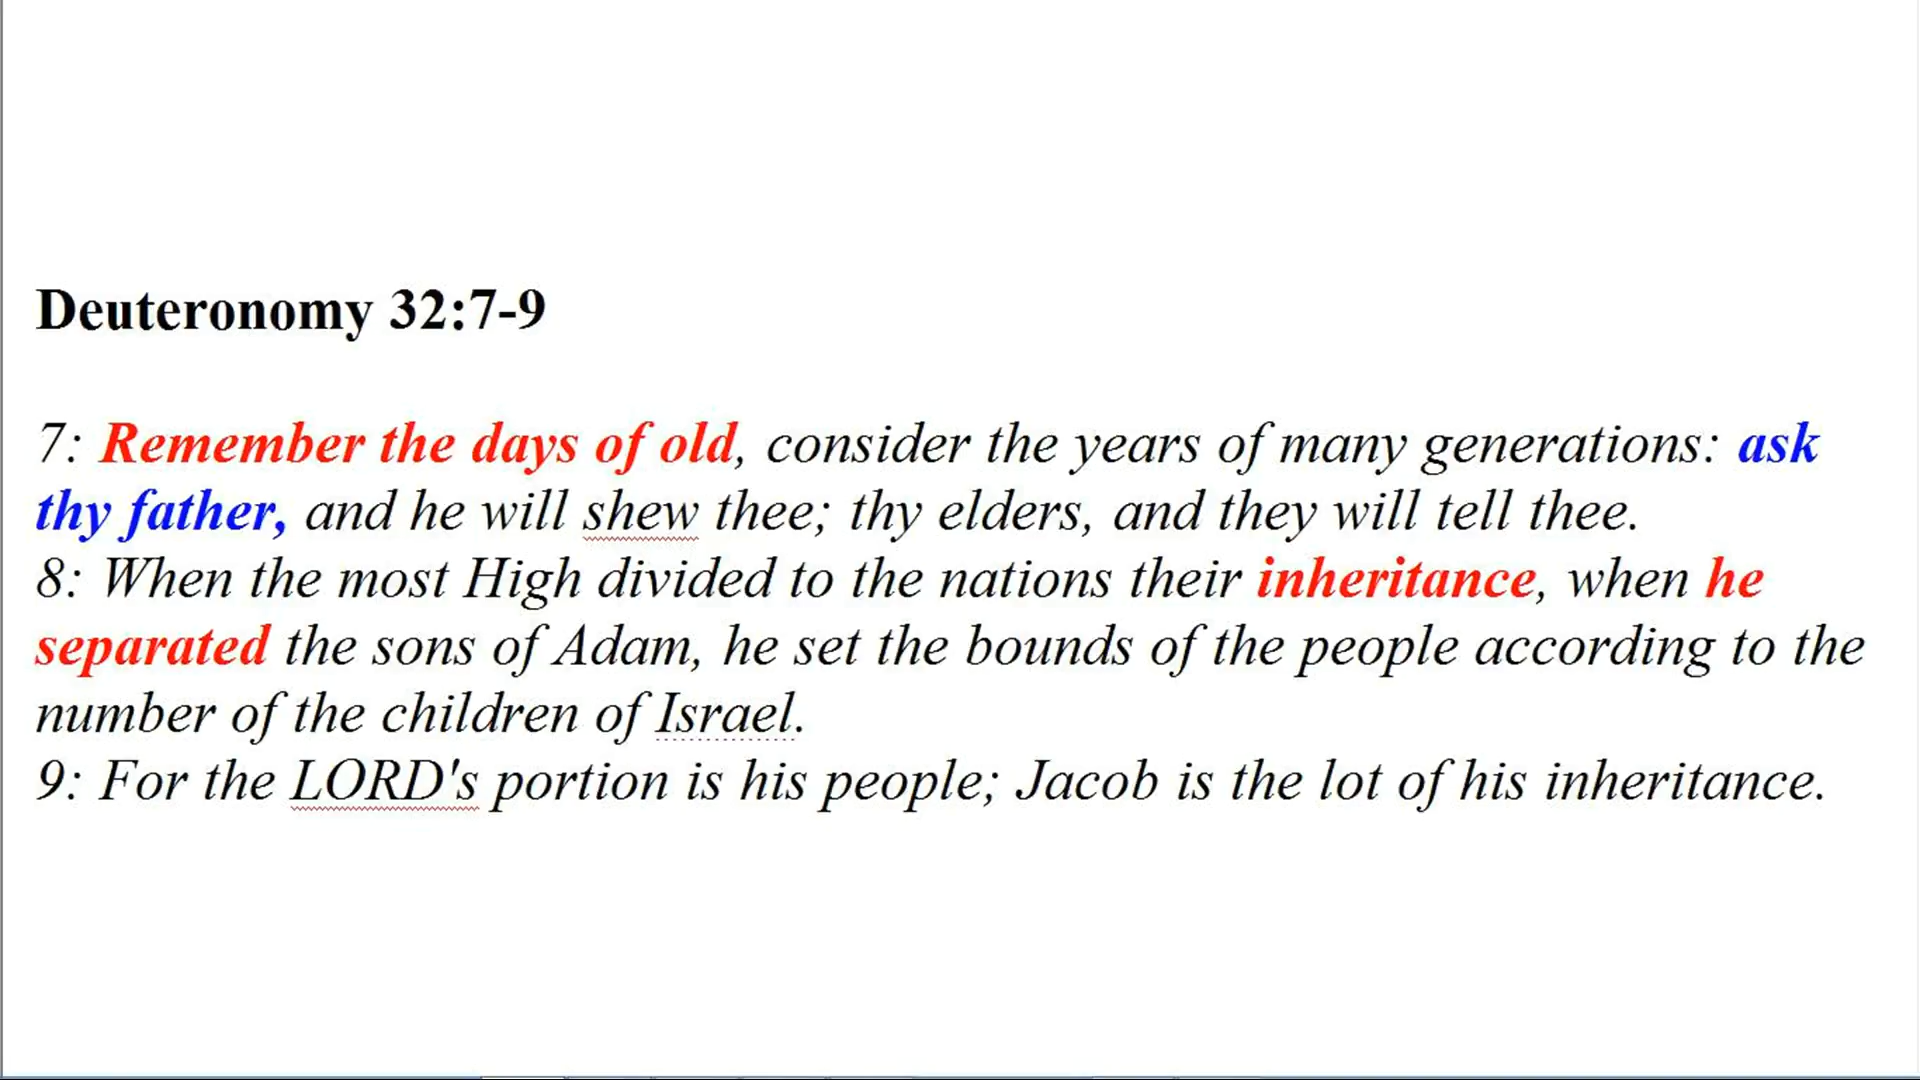 Deuteronomy 32:7-9
7: Remember the days of old, consider the years of many generations: ask
thy father, and he will shew thee; thy elders, and they will tell thee.
8: When the most High divided to the nations their inheritance, when he
separated the sons of Adam, he set the bounds of the people according to the
number of the children of Israel.
9: For the LORD's portion is his people; Jacob is the lot of his inheritance.